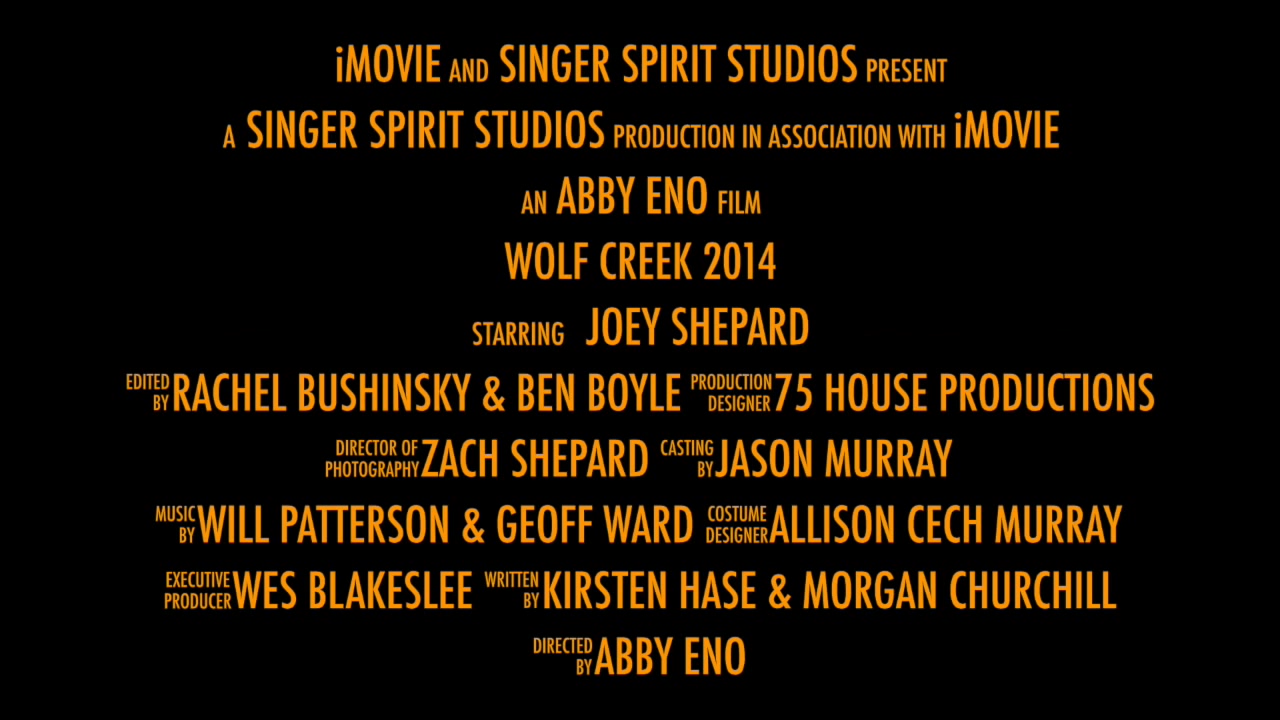 iMOVIE AND SINGER SPIRIT STUDIOS PRESENT
A SINGER SPIRIT STUDIOS PRODUCTION IN ASSOCIATION WITH iMOVIE
AN ABBY ENO FILM
WOLF CREEK 2014
STARRING JOEY SHEPARD
EDITED BY RACHEL BUSHINSKY & BEN BOYLE PRODUCTION DESIGNER 75 HOUSE PRODUCTIONS
DIRECTOR OF PHOTOGRAPHY ZACH SHEPARD CASTING BY JASON MURRAY
MUSIC BY WILL PATTERSON & GEOFF WARD COSTUME DESIGNER ALLISON CECH MURRAY
EXECUTIVE PRODUCER WES BLAKESLEE WRITTEN BY KIRSTEN HASE & MORGAN CHURCHILL
DIRECTED BY ABBY ENO